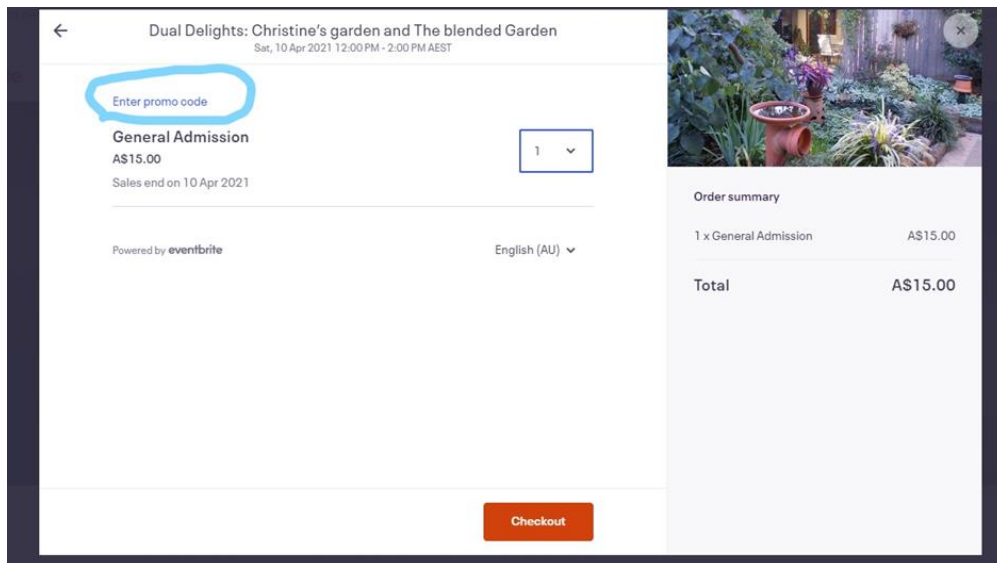 Dual Delights: Christine's garden and The blended Garden
Sat, 10 Apr 2021 12:00 PM - 2:00 PM AEST
Enter promo code
General Admission
A$15.00
1
Sales end on 10 Apr 2021
Powered by eventbrite
English (AU)
Checkout
Order summary
1 x General Admission A$15.00
Total A$15.00